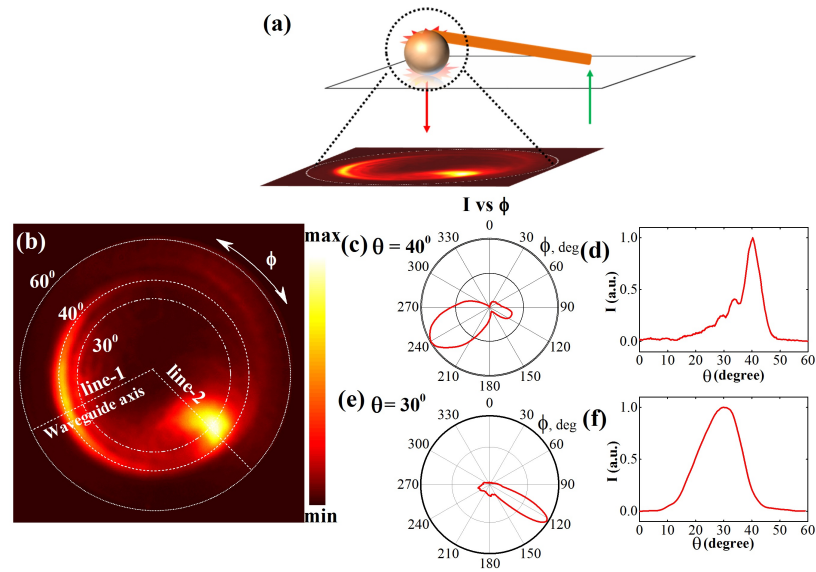 (a)
I vs ϕ
(b)
max
min
ϕ
60⁰
40⁰
30⁰
line-1
line-2
Waveguide axis
(c)
θ = 40⁰
ϕ, deg
0
30
60
90
120
150
180
210
240
270
300
330
(d)
I (a.u.)
1.0
0.5
0.0
0 10 20 30 40 50 60
θ (degree)
(e)
θ = 30⁰
ϕ, deg
0
30
60
90
120
150
180
210
240
270
300
330
(f)
I (a.u.)
1.0
0.5
0.0
0 10 20 30 40 50 60
θ (degree)